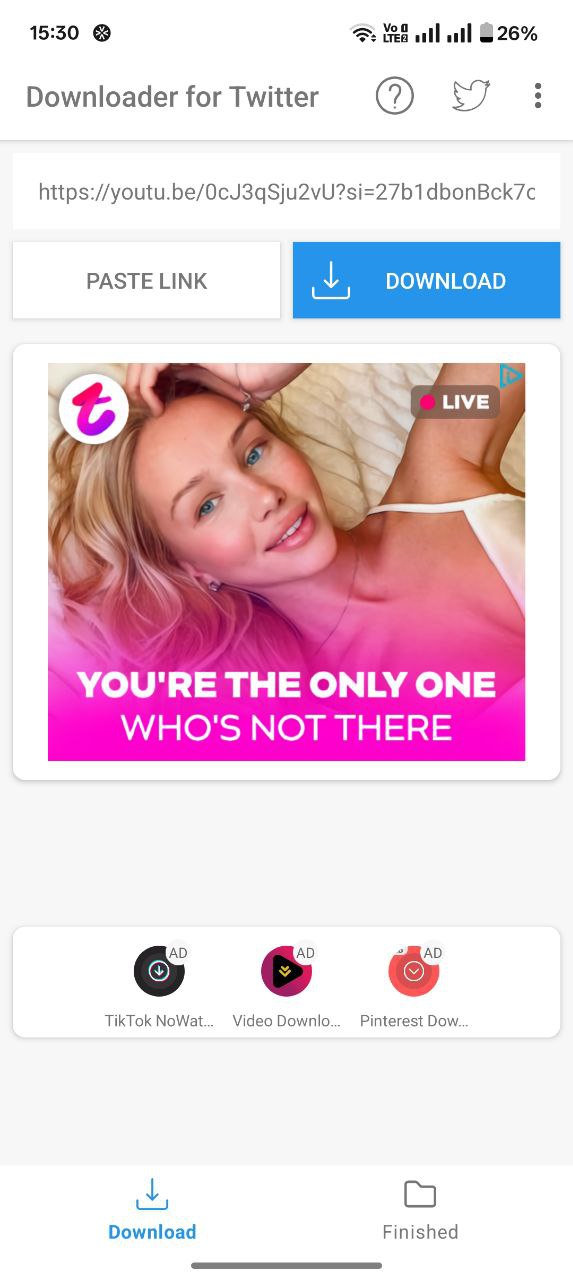 15:30
Vo
LTE2
26%
Downloader for Twitter
https://youtu.be/0cJ3qSju2vU?si=27b1dbonBck7c
PASTE LINK
DOWNLOAD
t
LIVE
YOU'RE THE ONLY ONE
WHO'S NOT THERE
AD
AD
AD
TikTok NoWat...
Video Downlo...
Pinterest Dow...
Download
Finished